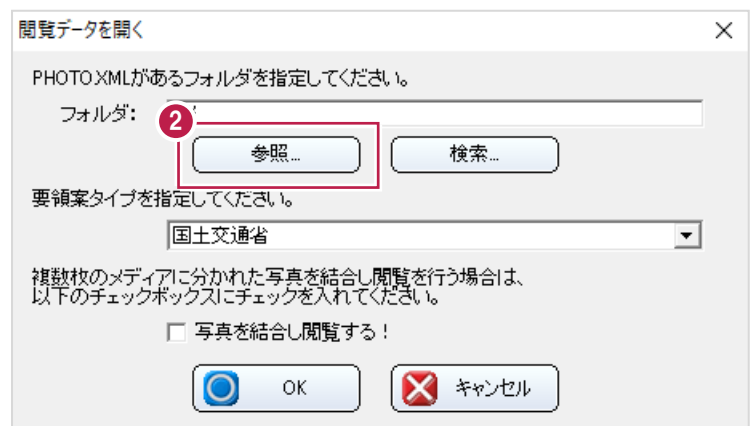 閲覧データを開く
PHOTO.XMLがあるフォルダを指定してください。
フォルダ:
2
参照...
検索...
要領案タイプを指定してください。
国土交通省
複数枚のメディアに分かれた写真を結合し閲覧を行う場合は、
以下のチェックボックスにチェックを入れてください。
写真を結合し閲覧する!
OK
キャンセル